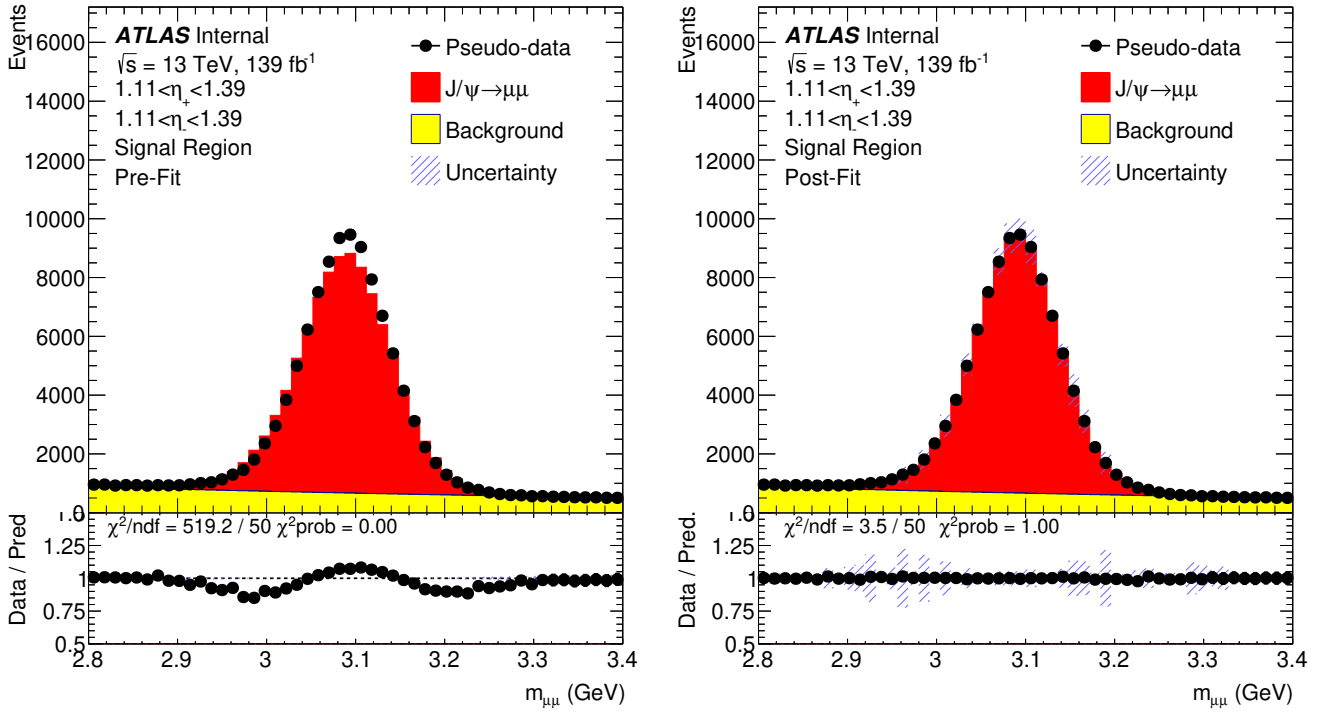 Events
16000
14000
12000
10000
8000
6000
4000
2000
0
ATLAS Internal
√s = 13 TeV, 139 fb⁻¹
1.11<η₊<1.39
1.11<η₋<1.39
Signal Region
Pre-Fit
Pseudo-data
J/ψ→μμ
Background
Uncertainty
Data / Pred
1.25
1
0.75
0.5
χ²/ndf = 519.2 / 50 χ²prob = 0.00
2.8 2.9 3 3.1 3.2 3.3 3.4
m_μμ (GeV)
Events
16000
14000
12000
10000
8000
6000
4000
2000
0
ATLAS Internal
√s = 13 TeV, 139 fb⁻¹
1.11<η₊<1.39
1.11<η₋<1.39
Signal Region
Post-Fit
Pseudo-data
J/ψ→μμ
Background
Uncertainty
Data / Pred.
1.25
1
0.75
0.5
χ²/ndf = 3.5 / 50 χ²prob = 1.00
2.8 2.9 3 3.1 3.2 3.3 3.4
m_μμ (GeV)